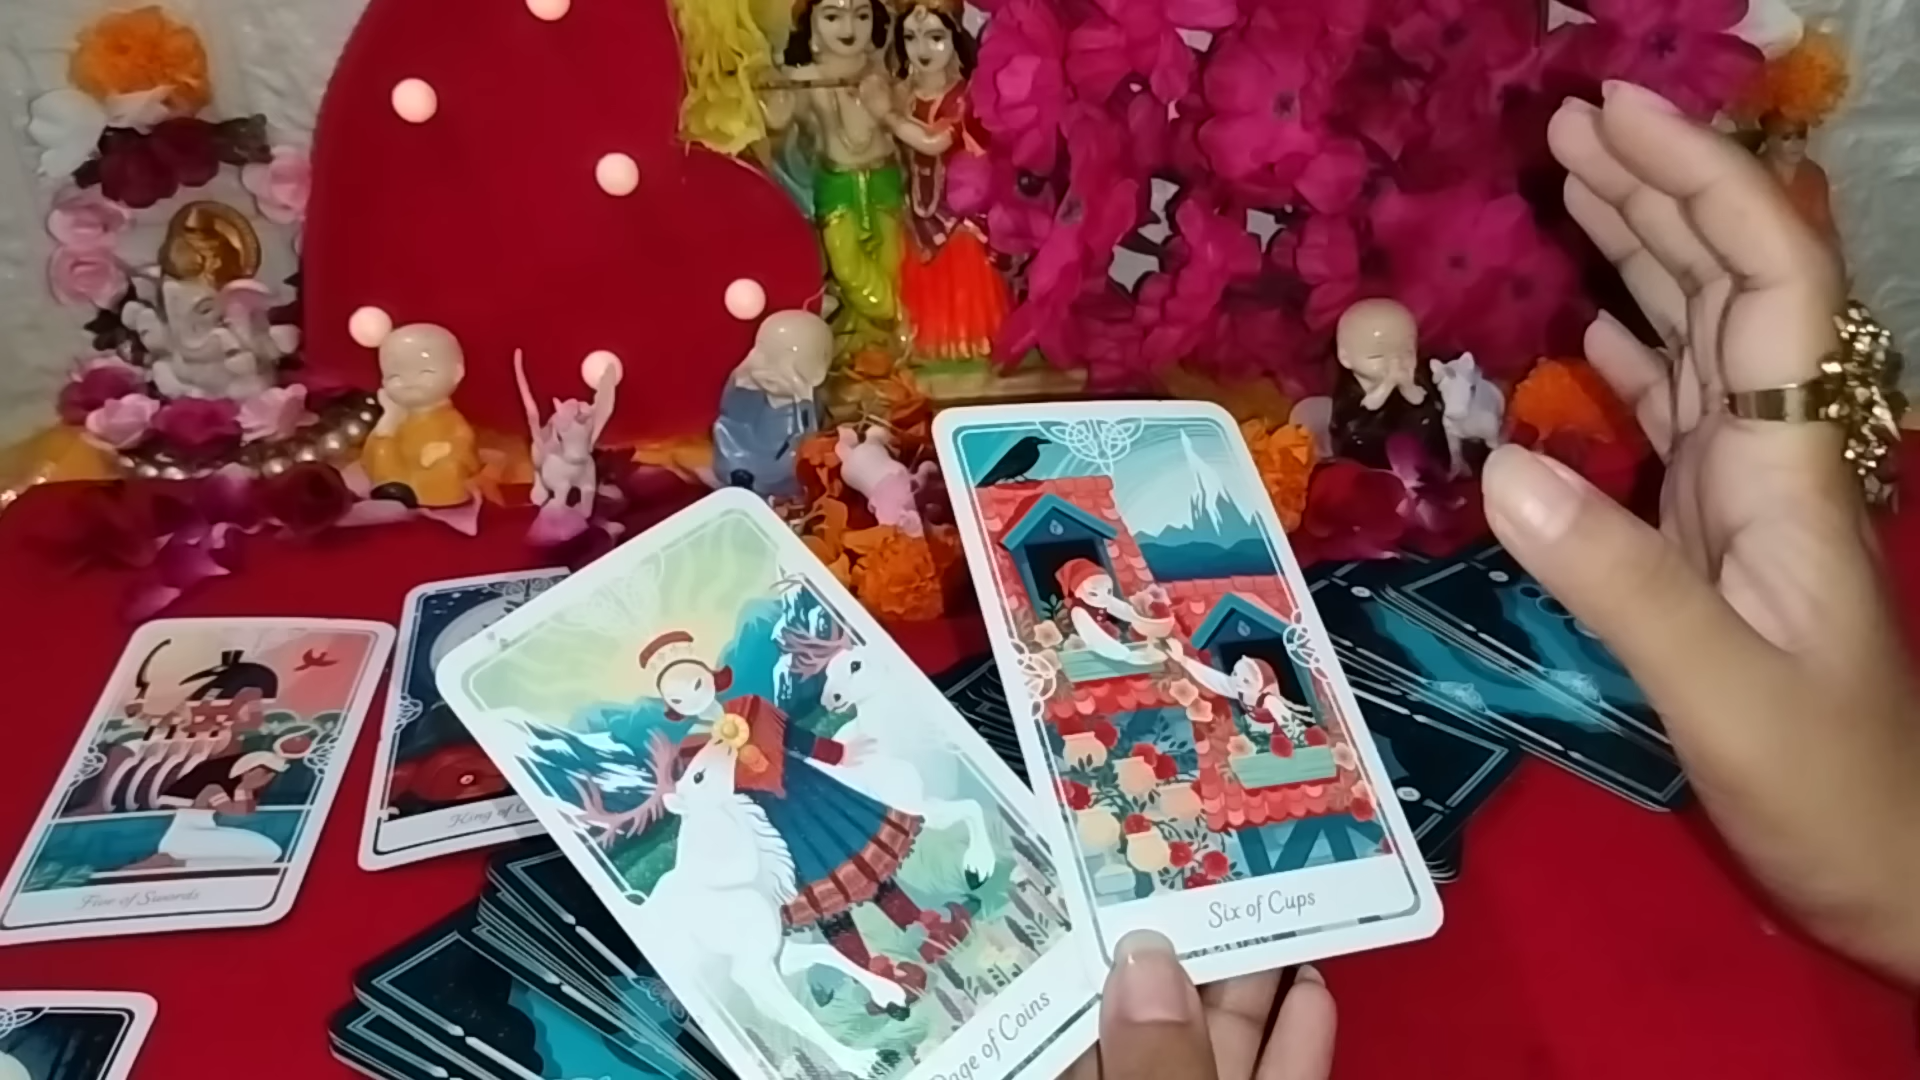 Five of Swords
King of
Page of Coins
Six of Cups